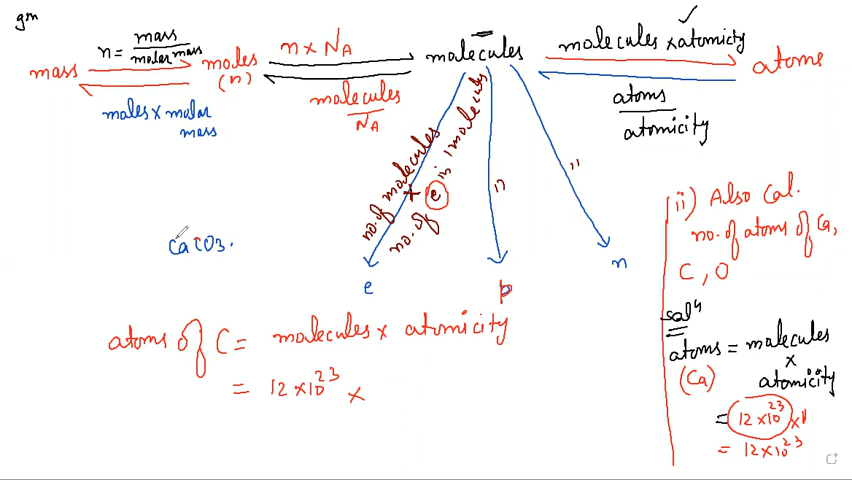 gm
n = mass / molar mass
n × NA
molecules
molecules × atomicity
mass
moles
(n)
atoms
moles × molar
mass
molecules / NA
atoms / atomicity
no. of molecules
×
no. of e in 1 molecules
"
"
CaCO3.
e
p
n
ii) Also Cal.
no. of atoms of Ca,
C, O
atoms of C = molecules × atomicity
= 12 × 10^23 ×
solⁿ
atoms = molecules
(Ca) ×
atomicity
= 12 × 10^23 × 1
= 12 × 10^23